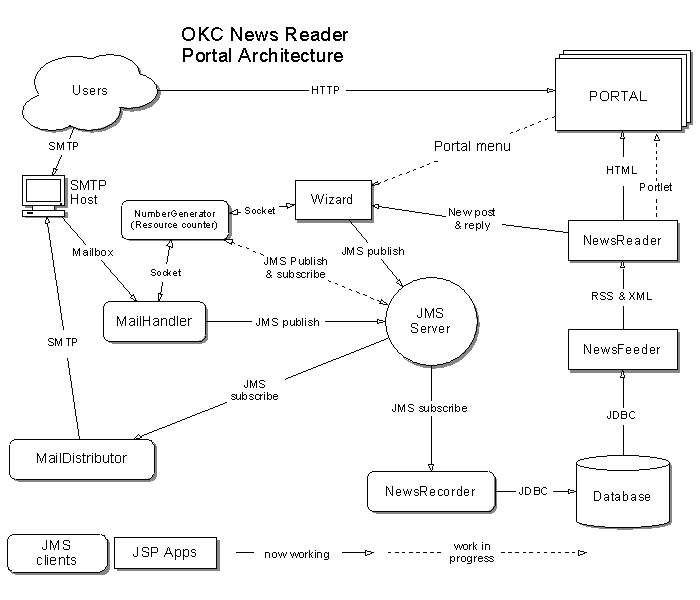 OKC News Reader
Portal Architecture
Users
HTTP
PORTAL
SMTP
Portal menu
HTML
Portlet
SMTP
Host
Wizard
NumberGenerator
(Resource counter)
Socket
New post
& reply
NewsReader
Mailbox
Socket
JMS Publish
& subscribe
JMS publish
RSS & XML
MailHandler
JMS publish
JMS
Server
SMTP
NewsFeeder
JMS
subscribe
JMS subscribe
JDBC
MailDistributor
NewsRecorder
JDBC
Database
JMS
clients
JSP Apps
now working
work in
progress